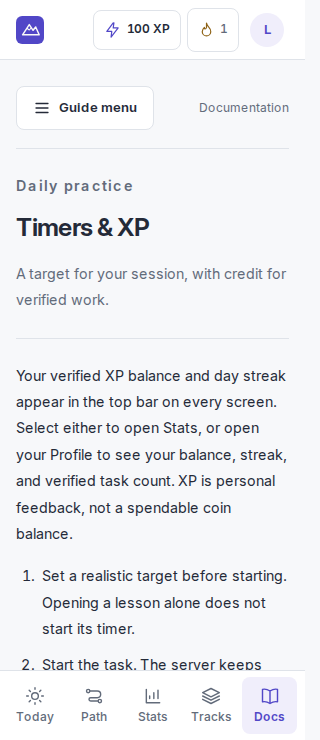 100 XP
1
L
Guide menu
Documentation
Daily practice
Timers & XP
A target for your session, with credit for
verified work.
Your verified XP balance and day streak
appear in the top bar on every screen.
Select either to open Stats, or open
your Profile to see your balance, streak,
and verified task count. XP is personal
feedback, not a spendable coin
balance.
1. Set a realistic target before starting.
Opening a lesson alone does not
start its timer.
2. Start the task. The server keeps
Today
Path
Stats
Tracks
Docs